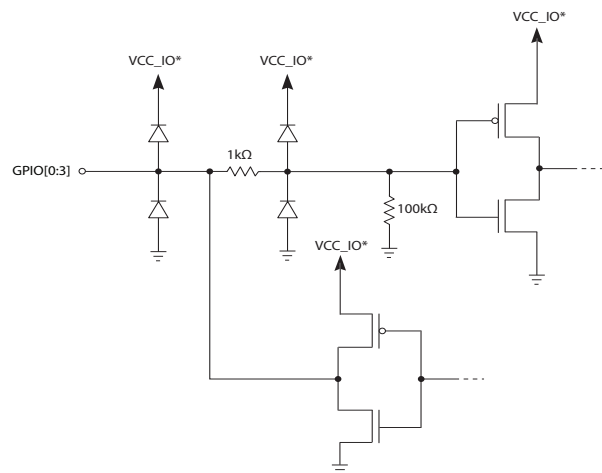 VCC_IO*
VCC_IO*
VCC_IO*
1kΩ
GPIO[0:3]
100kΩ
VCC_IO*